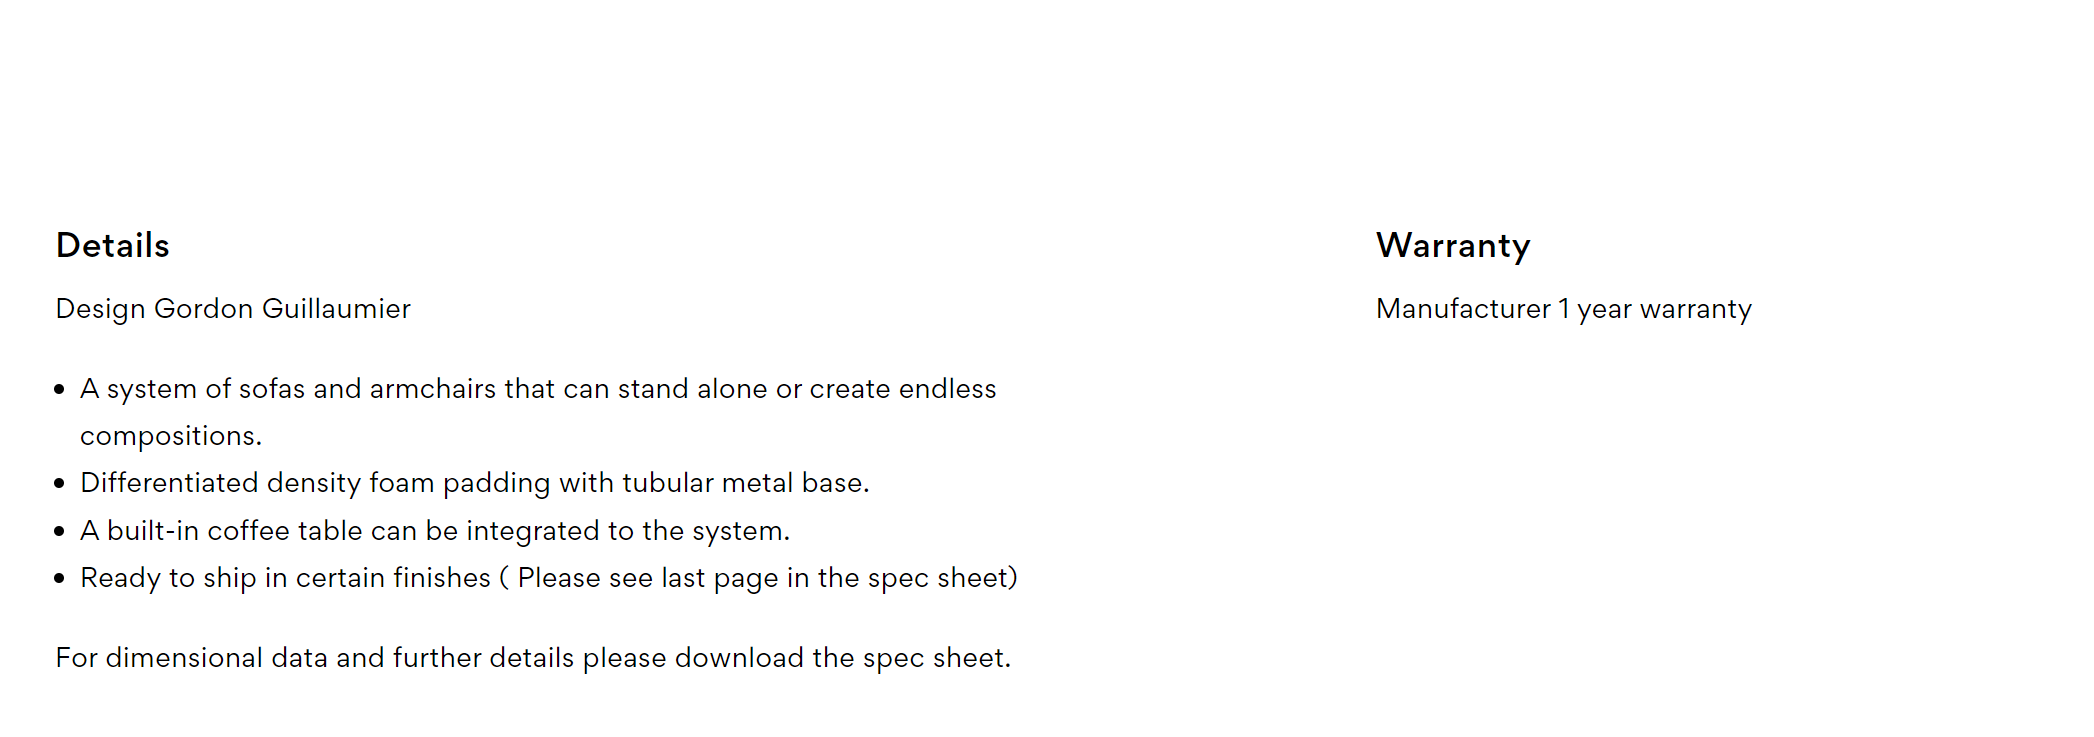 Details
Design Gordon Guillaumier
• A system of sofas and armchairs that can stand alone or create endless
compositions.
• Differentiated density foam padding with tubular metal base.
• A built-in coffee table can be integrated to the system.
• Ready to ship in certain finishes ( Please see last page in the spec sheet)
For dimensional data and further details please download the spec sheet.
Warranty
Manufacturer 1 year warranty